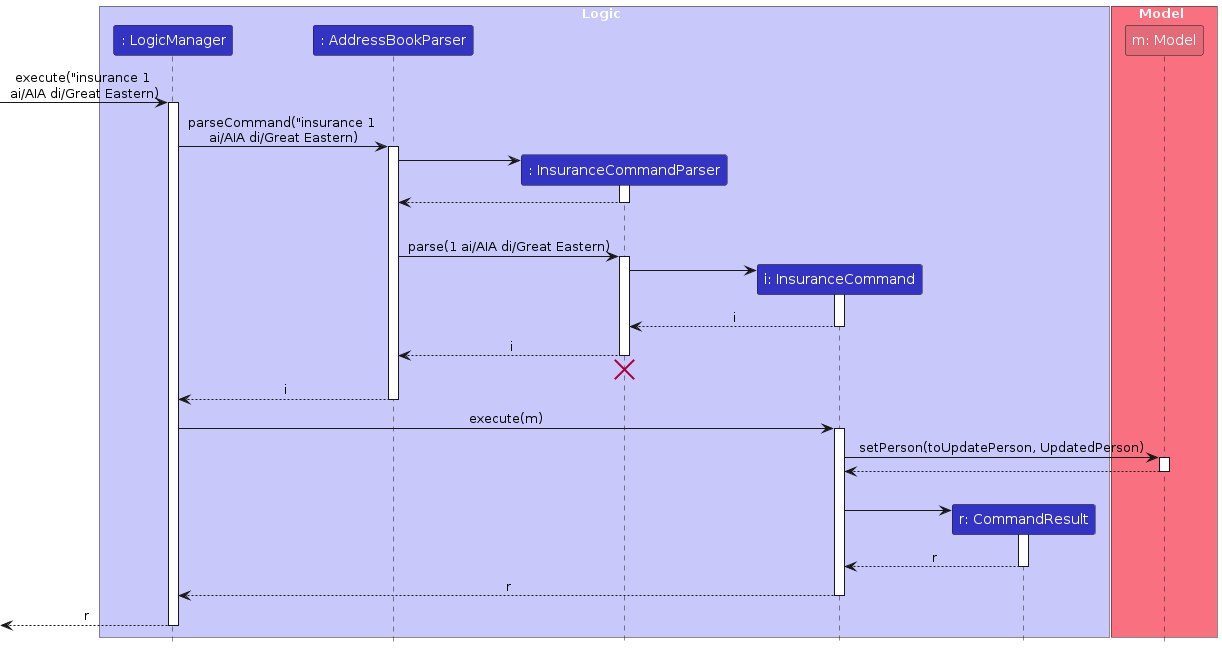 Logic
Model
: LogicManager
: AddressBookParser
m: Model
execute("insurance 1
ai/AIA di/Great Eastern)
parseCommand("insurance 1
ai/AIA di/Great Eastern)
: InsuranceCommandParser
parse(1 ai/AIA di/Great Eastern)
i: InsuranceCommand
i
i
i
execute(m)
setPerson(toUpdatePerson, UpdatedPerson)
r: CommandResult
r
r
r